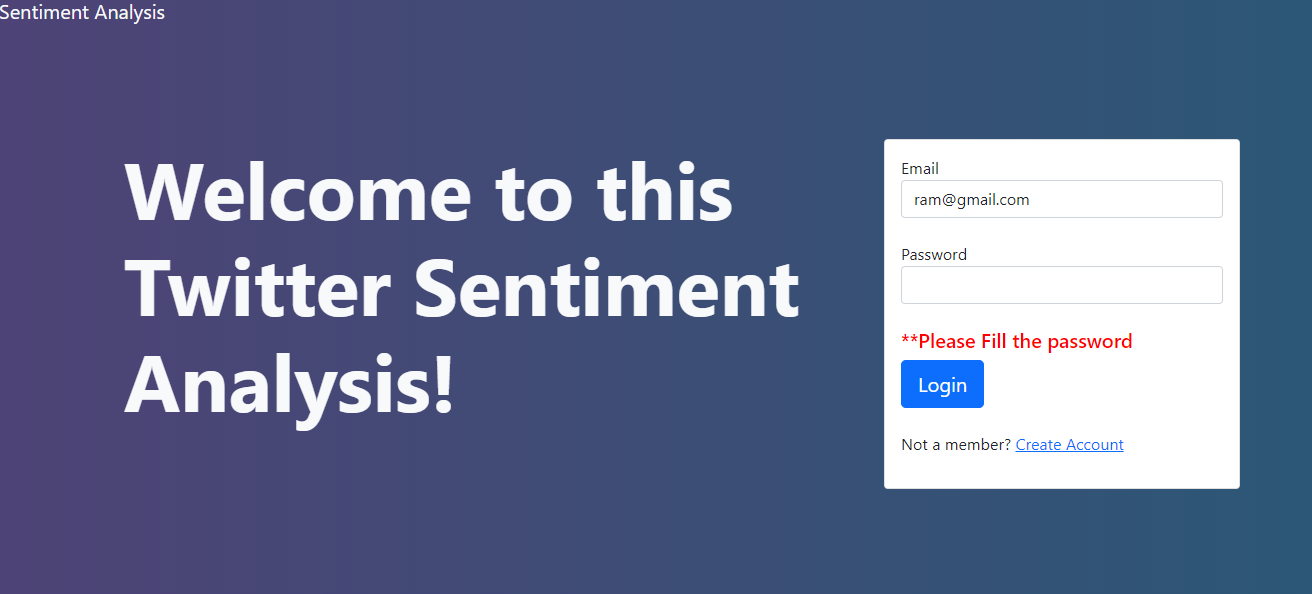 Sentiment Analysis
Welcome to this
Twitter Sentiment
Analysis!
Email
ram@gmail.com
Password
**Please Fill the password
Login
Not a member? Create Account